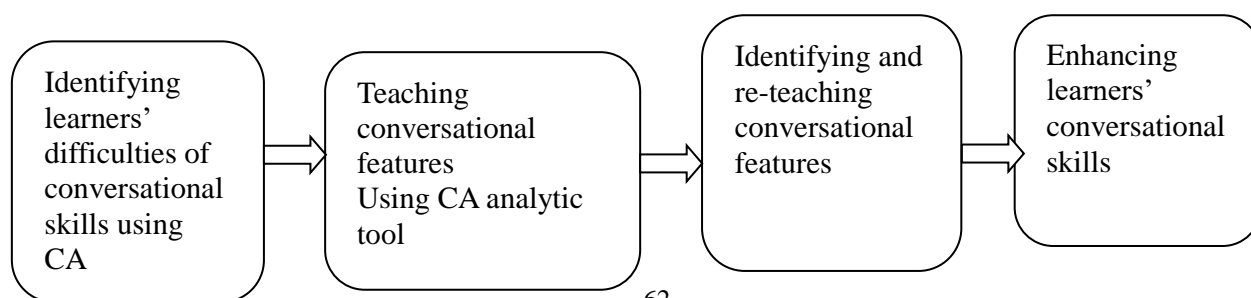 Identifying
learners’
difficulties of
conversational
skills using
CA
Teaching
conversational
features
Using CA analytic
tool
Identifying and
re-teaching
conversational
features
Enhancing
learners’
conversational
skills
62